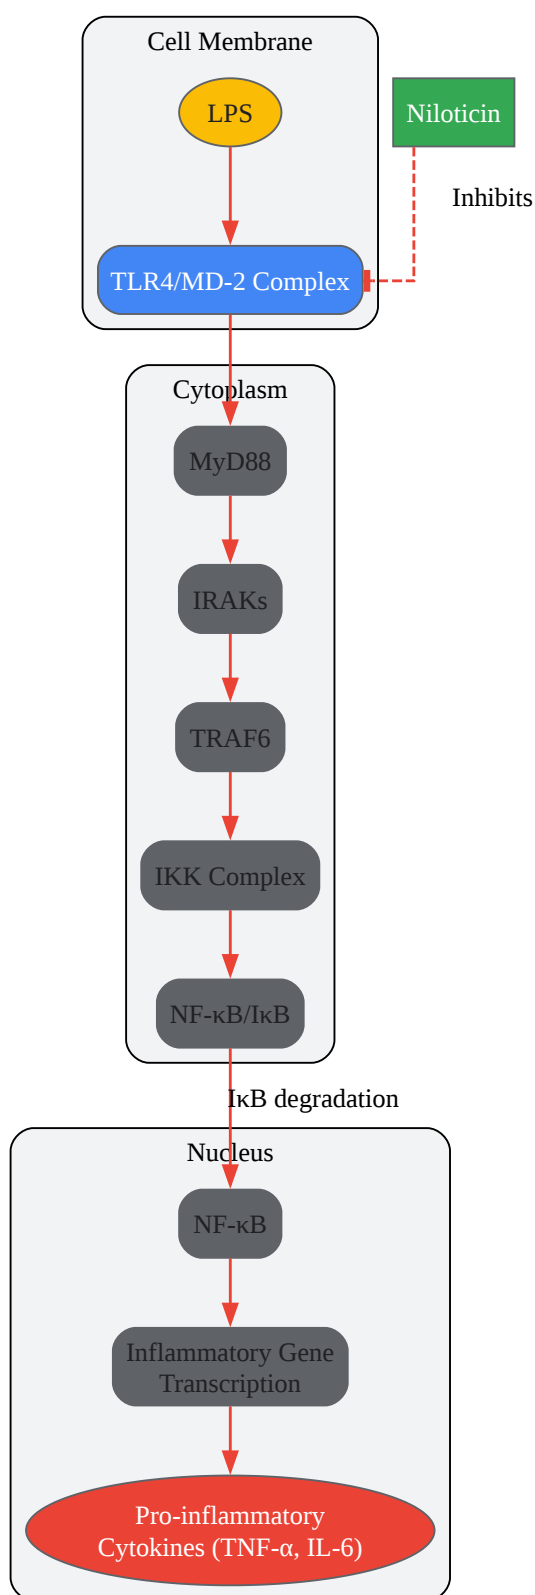 Cell Membrane
LPS
Niloticin
Inhibits
TLR4/MD-2 Complex
Cytoplasm
MyD88
IRAKs
TRAF6
IKK Complex
NF-κB/IκB
IκB degradation
Nucleus
NF-κB
Inflammatory Gene
Transcription
Pro-inflammatory
Cytokines (TNF-α, IL-6)